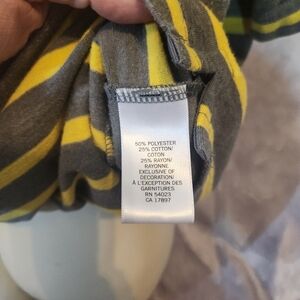 50% POLYESTER
25% COTTON/
COTON
25% RAYON/
RAYONNE
EXCLUSIVE OF
DECORATION/
À L'EXCEPTION DES
GARNITURES
RN 54023
CA 17897